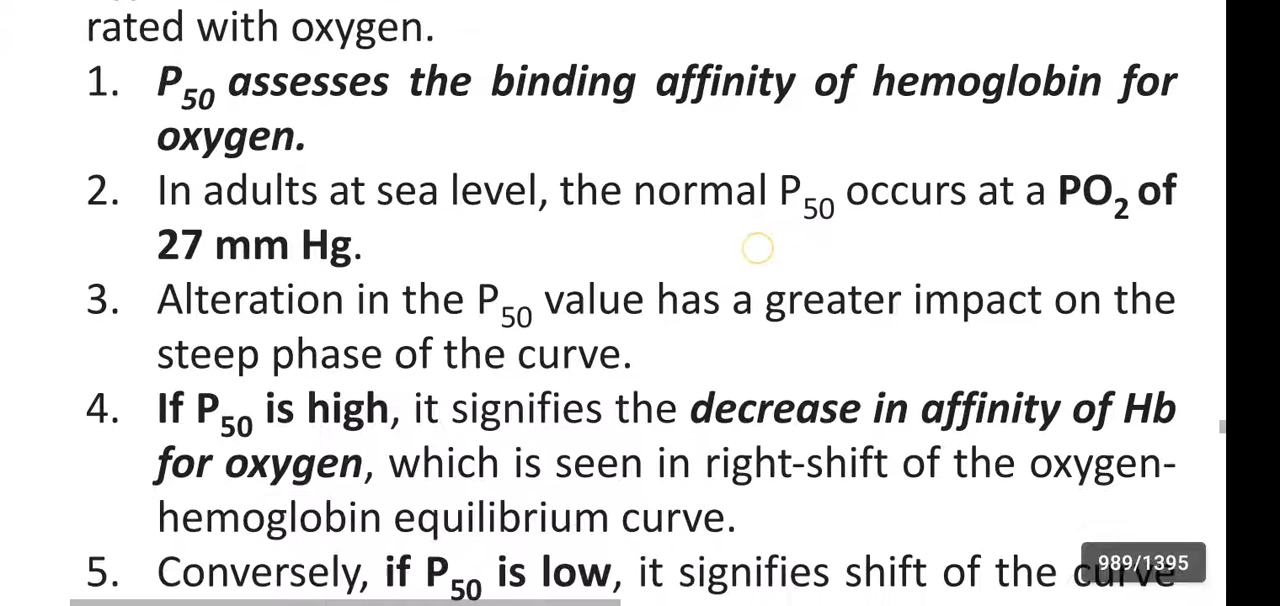 rated with oxygen.
1. P50 assesses the binding affinity of hemoglobin for
oxygen.
2. In adults at sea level, the normal P50 occurs at a PO2 of
27 mm Hg.
3. Alteration in the P50 value has a greater impact on the
steep phase of the curve.
4. If P50 is high, it signifies the decrease in affinity of Hb
for oxygen, which is seen in right-shift of the oxygen-
hemoglobin equilibrium curve.
5. Conversely, if P50 is low, it signifies shift of the curve
989/1395